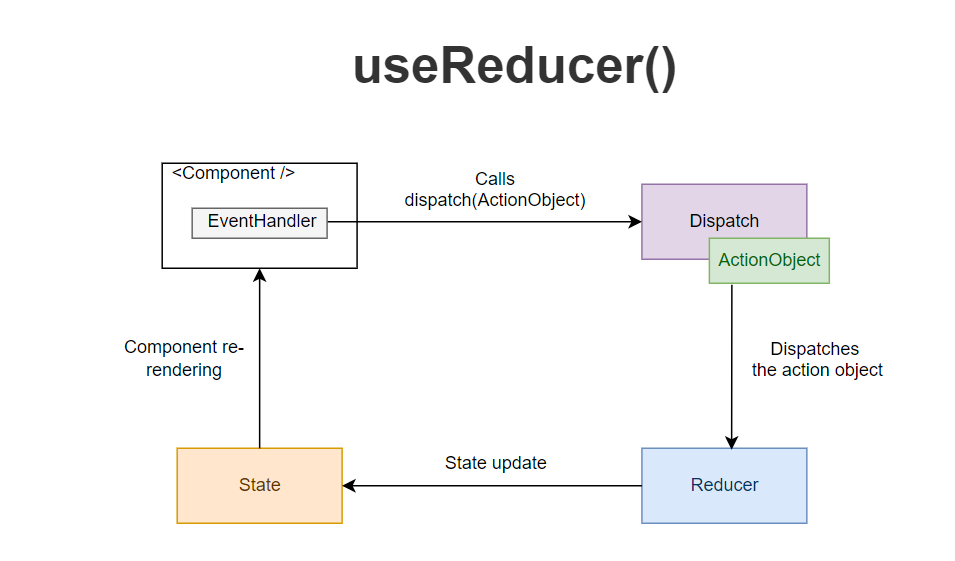 useReducer()
<Component />
EventHandler
Calls
dispatch(ActionObject)
Dispatch
ActionObject
Component re-
rendering
Dispatches
the action object
State
State update
Reducer